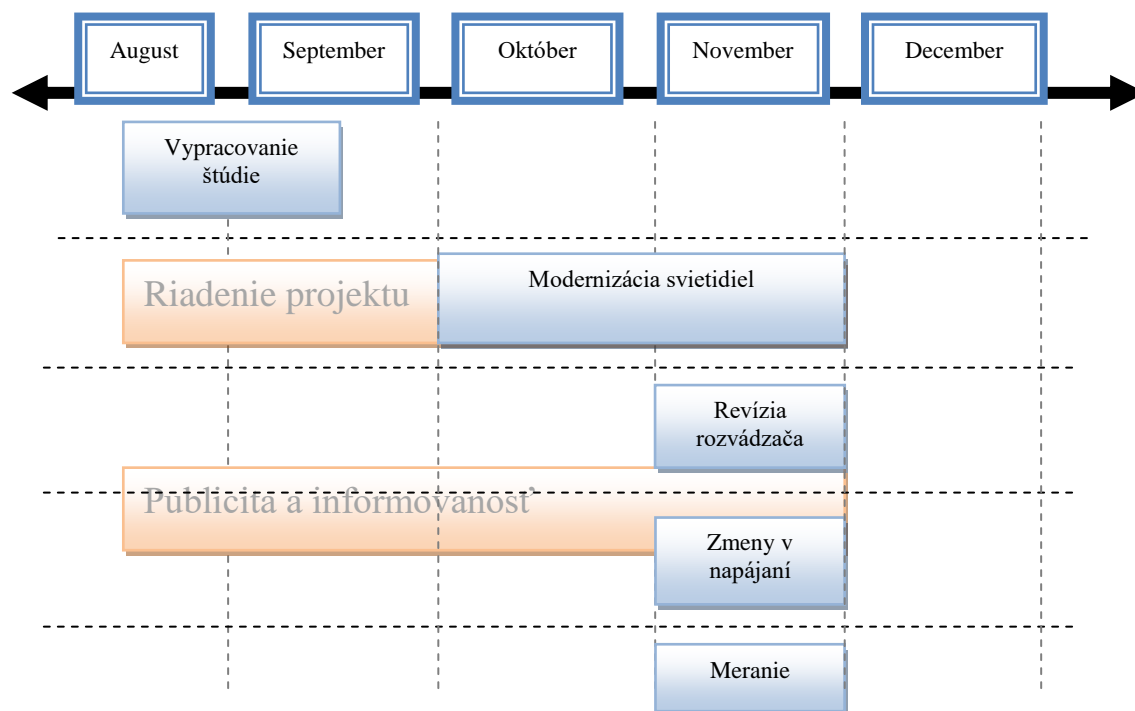 August
September
Október
November
December
Vypracovanie
štúdie
Riadenie projektu
Modernizácia svietidiel
Revízia
rozvádzača
Publicita a informovanosť
Zmeny v
napájaní
Meranie